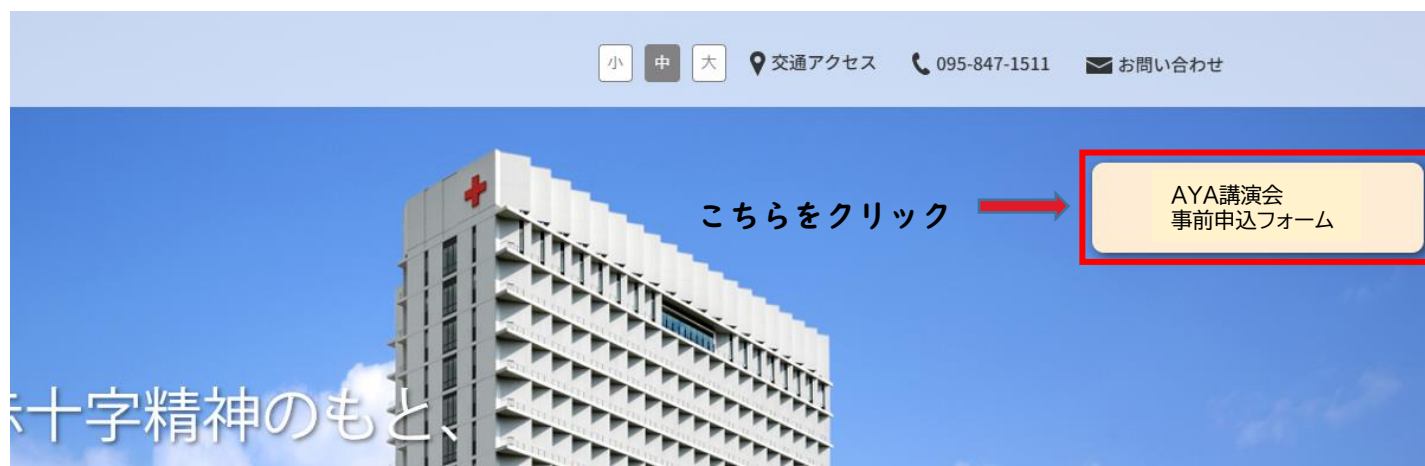 小 中 大 交通アクセス 095-847-1511 お問い合わせ
こちらをクリック
AYA講演会
事前申込フォーム
十字精神のもと、